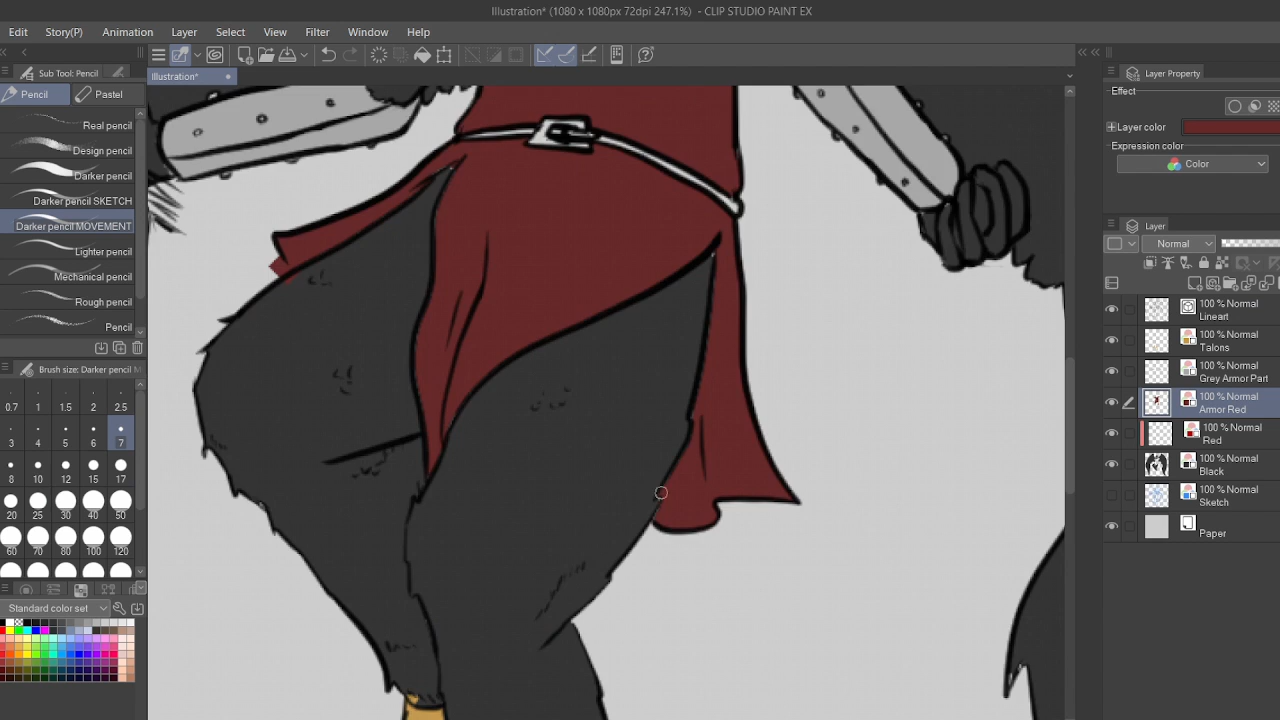 Illustration* (1080 x 1080px 72dpi 247.1%) - CLIP STUDIO PAINT EX
File Edit Story(P) Animation Layer Select View Filter Window Help
Illustration*
Sub Tool: Pencil
Pencil Pastel
Real pencil
Design pencil
Darker pencil
Darker pencil SKETCH
Darker pencil MOVEMENT
Lighter pencil
Mechanical pencil
Rough pencil
Pencil
Brush size: Darker pencil M
0.7 1 1.5 2 2.5
3 4 5 6 7
8 10 12 15 17
20 25 30 40 50
60 70 80 100 120
Standard color set
Layer Property
Effect
Layer color
Expression color
Color
Layer
Normal
100 % Normal
Lineart
100 % Normal
Talons
100 % Normal
Grey Armor Part
100 % Normal
Armor Red
100 % Normal
Red
100 % Normal
Black
100 % Normal
Sketch
Paper